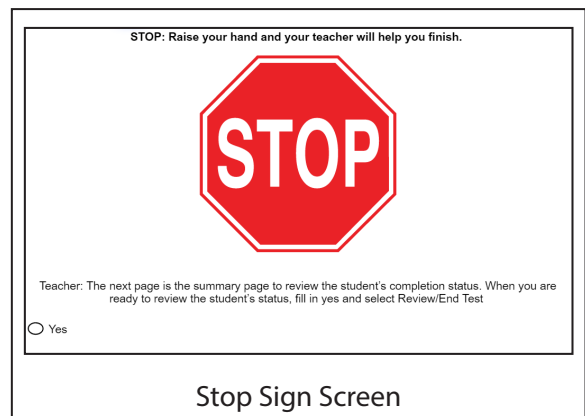 STOP: Raise your hand and your teacher will help you finish.
STOP
Teacher: The next page is the summary page to review the student’s completion status. When you are
ready to review the student’s status, fill in yes and select Review/End Test
Yes
Stop Sign Screen